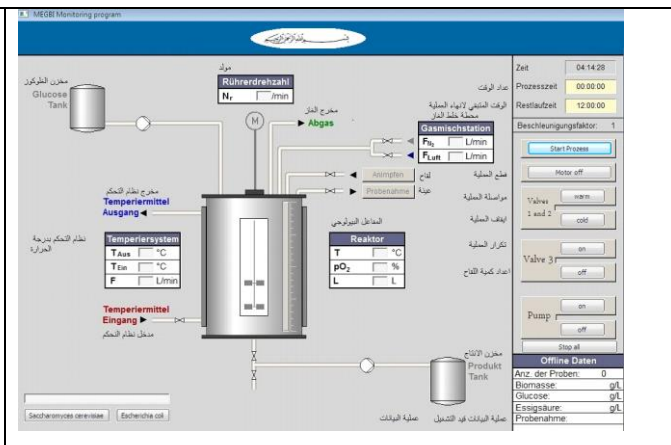 MEGBI Monitoring program
مولد
Rührerdrehzahl
Nr /min
مخزن الغلوكوز
Glucose
Tank
M
مخرج الغاز
Abgas
محطة خلط الغاز
Gasmischstation
FN2 L/min
FLuft L/min
Animpfen
لقاح
Probenahme
عينة
مخرج نظام التحكم
Temperiermittel
Ausgang
نظام التحكم بدرجة
الحرارة
Temperiersystem
TAus °C
TEin °C
F L/min
المفاعل البيولوجي
Reaktor
T °C
pO2 %
L L
Temperiermittel
Eingang
مدخل نظام التحكم
مخزن الانتاج
Produkt
Tank
Saccharomyces cerevisiae
Escherichia coli
عملية البيانات
عملية البيانات قيد التشغيل
عداد الوقت
الوقت المتبقي لانهاء العملية
قطع العملية
مواصلة العملية
ايقاف العملية
تكرار العملية
اعداد كمية اللقاح
Zeit 04:14:28
Prozesszeit 00:00:00
Restlaufzeit 12:00:00
Beschleunigungsfaktor: 1
Start Prozess
Motor off
Valves
1 and 2
warm
cold
Valve 3
on
off
Pump
on
off
Stop all
Offline Daten
Anz. der Proben: 0
Biomasse: g/L
Glucose: g/L
Essigsäure: g/L
Probenahme: